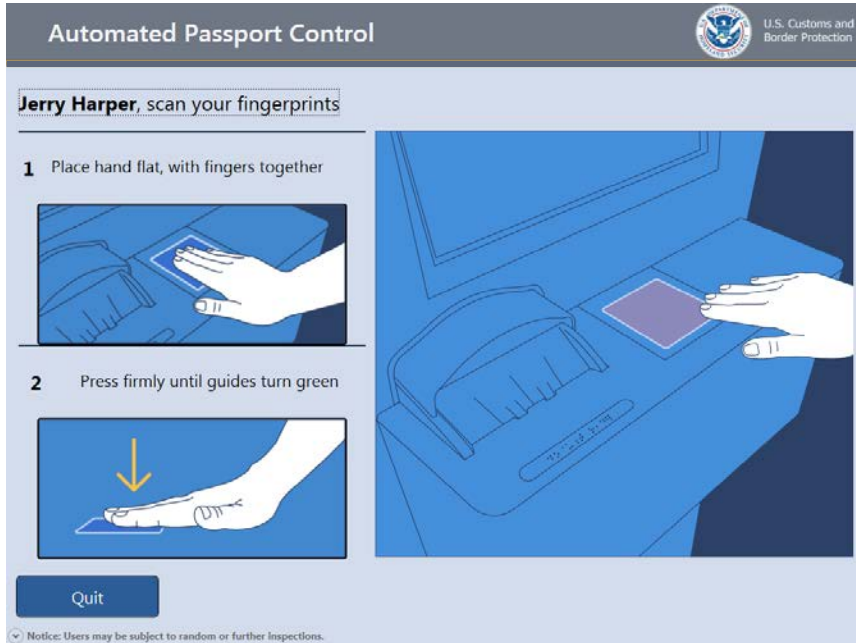 Automated Passport Control
U.S. Customs and
Border Protection
Jerry Harper, scan your fingerprints
1 Place hand flat, with fingers together
2 Press firmly until guides turn green
Quit
Notice: Users may be subject to random or further inspections.